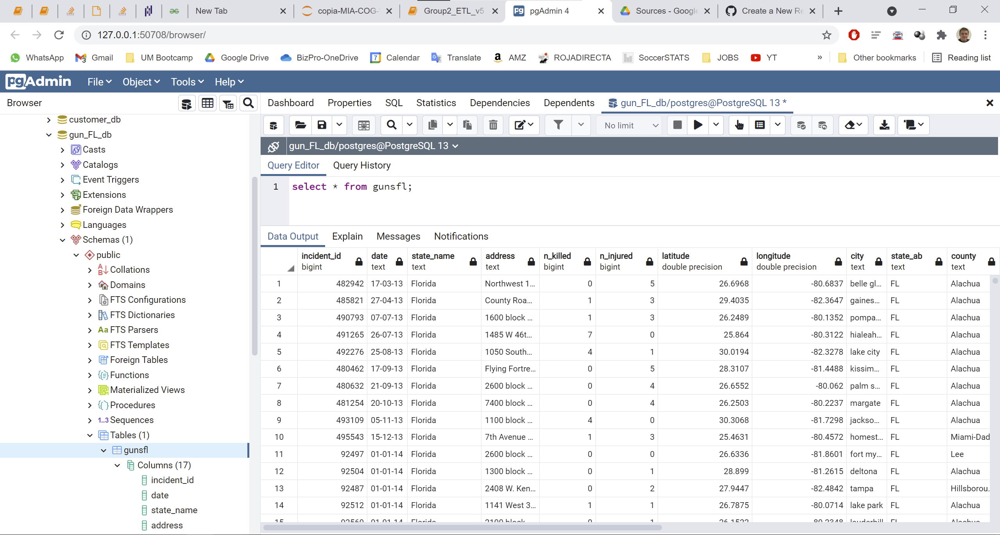 New Tab
copia-MIA-COG-
Group2_ETL_v5
pgAdmin 4
Sources - Google
Create a New Re
127.0.0.1:50708/browser/
WhatsApp
Gmail
UM Bootcamp
Google Drive
BizPro-OneDrive
Calendar
Translate
AMZ
ROJADIRECTA
SoccerSTATS
JOBS
YT
»
Other bookmarks
Reading list
pgAdmin
File
Object
Tools
Help
Browser
Dashboard
Properties
SQL
Statistics
Dependencies
Dependents
gun_FL_db/postgres@PostgreSQL 13 *
No limit
gun_FL_db/postgres@PostgreSQL 13
customer_db
gun_FL_db
Casts
Catalogs
Event Triggers
Extensions
Foreign Data Wrappers
Languages
Schemas (1)
public
Collations
Domains
FTS Configurations
FTS Dictionaries
Aa FTS Parsers
FTS Templates
Foreign Tables
Functions
Materialized Views
Procedures
1..3 Sequences
Tables (1)
gunsfl
Columns (17)
incident_id
date
state_name
address
Query Editor
Query History
1 select * from gunsfl;
Data Output
Explain
Messages
Notifications
incident_id bigint
date text
state_name text
address text
n_killed bigint
n_injured bigint
latitude double precision
longitude double precision
city text
state_ab text
county text
1 482942 17-03-13 Florida Northwest 1... 0 5 26.6968 -80.6837 belle gl... FL Alachua
2 485821 27-04-13 Florida County Roa... 1 3 29.4035 -82.3647 gaines... FL Alachua
3 490793 07-07-13 Florida 1600 block ... 1 3 26.2489 -80.1352 pompa... FL Alachua
4 491265 26-07-13 Florida 1485 W 46t... 7 0 25.864 -80.3122 hialeah... FL Alachua
5 492276 25-08-13 Florida 1050 South... 4 1 30.0194 -82.3278 lake city FL Alachua
6 480462 17-09-13 Florida Flying Fortre... 0 5 28.3107 -81.4488 kissim... FL Alachua
7 480632 21-09-13 Florida 2600 block ... 0 4 26.6552 -80.062 palm s... FL Alachua
8 481254 20-10-13 Florida 7400 block ... 0 4 26.2503 -80.2237 margate FL Alachua
9 493109 05-11-13 Florida 1100 block ... 4 0 30.3068 -81.7298 jackso... FL Alachua
10 495543 15-12-13 Florida 7th Avenue ... 1 3 25.4631 -80.4572 homest... FL Miami-Dad
11 92497 01-01-14 Florida 2600 block ... 0 0 26.6336 -81.8601 fort my... FL Lee
12 92504 01-01-14 Florida 1300 block ... 0 1 28.899 -81.2615 deltona FL Alachua
13 92487 01-01-14 Florida 2408 W. Ken... 0 2 27.9447 -82.4842 tampa FL Hillsborou.
14 92512 01-01-14 Florida 1141 West 3... 1 1 26.7875 -80.0714 lake park FL Alachua